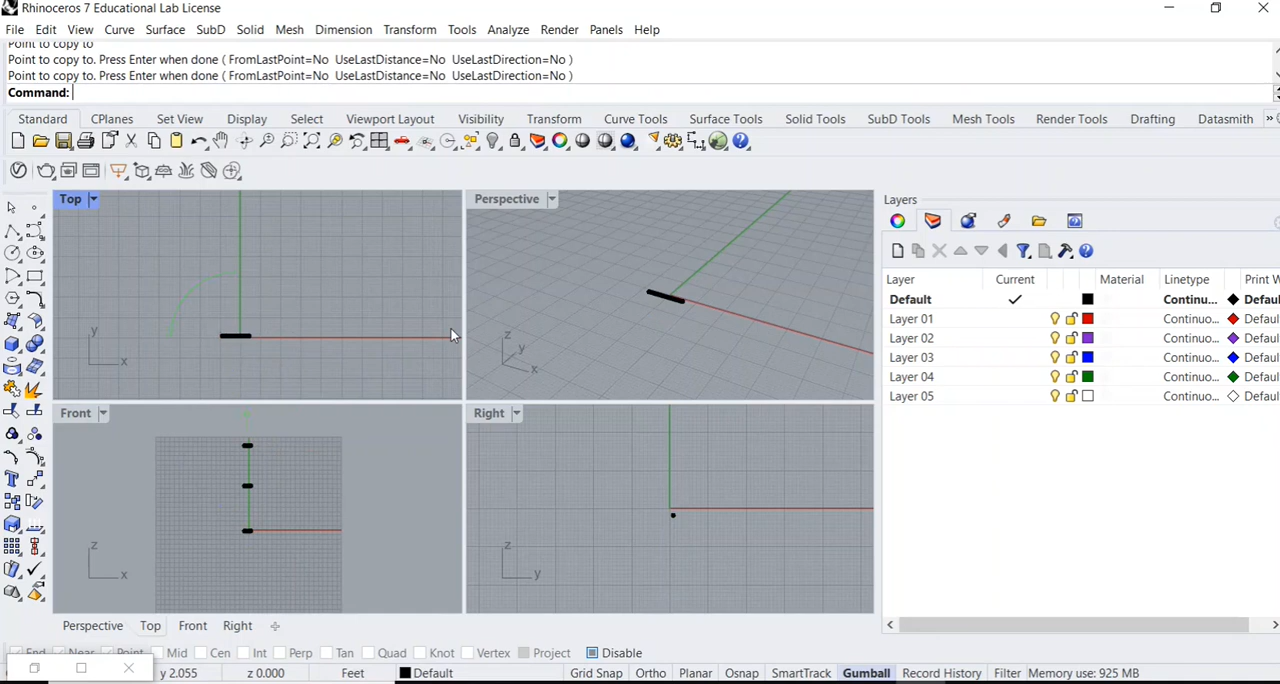 Rhinoceros 7 Educational Lab License
File Edit View Curve Surface SubD Solid Mesh Dimension Transform Tools Analyze Render Panels Help
Point to copy to
Point to copy to. Press Enter when done ( FromLastPoint=No UseLastDistance=No UseLastDirection=No )
Point to copy to. Press Enter when done ( FromLastPoint=No UseLastDistance=No UseLastDirection=No )
Command:
Standard CPlanes Set View Display Select Viewport Layout Visibility Transform Curve Tools Surface Tools Solid Tools SubD Tools Mesh Tools Render Tools Drafting Datasmith »
Top
Perspective
Layers
Layer Current Material Linetype Print W
Default Continu... Defau
Layer 01 Continuo... Defaul
Layer 02 Continuo... Defaul
Layer 03 Continuo... Defaul
Layer 04 Continuo... Defaul
Layer 05 Continuo... Defaul
y
x
z
y
x
Front
Right
z
x
z
y
Perspective Top Front Right
End Near Point Mid Cen Int Perp Tan Quad Knot Vertex Project Disable
y 2.055 z 0.000 Feet Default Grid Snap Ortho Planar Osnap SmartTrack Gumball Record History Filter Memory use: 925 MB